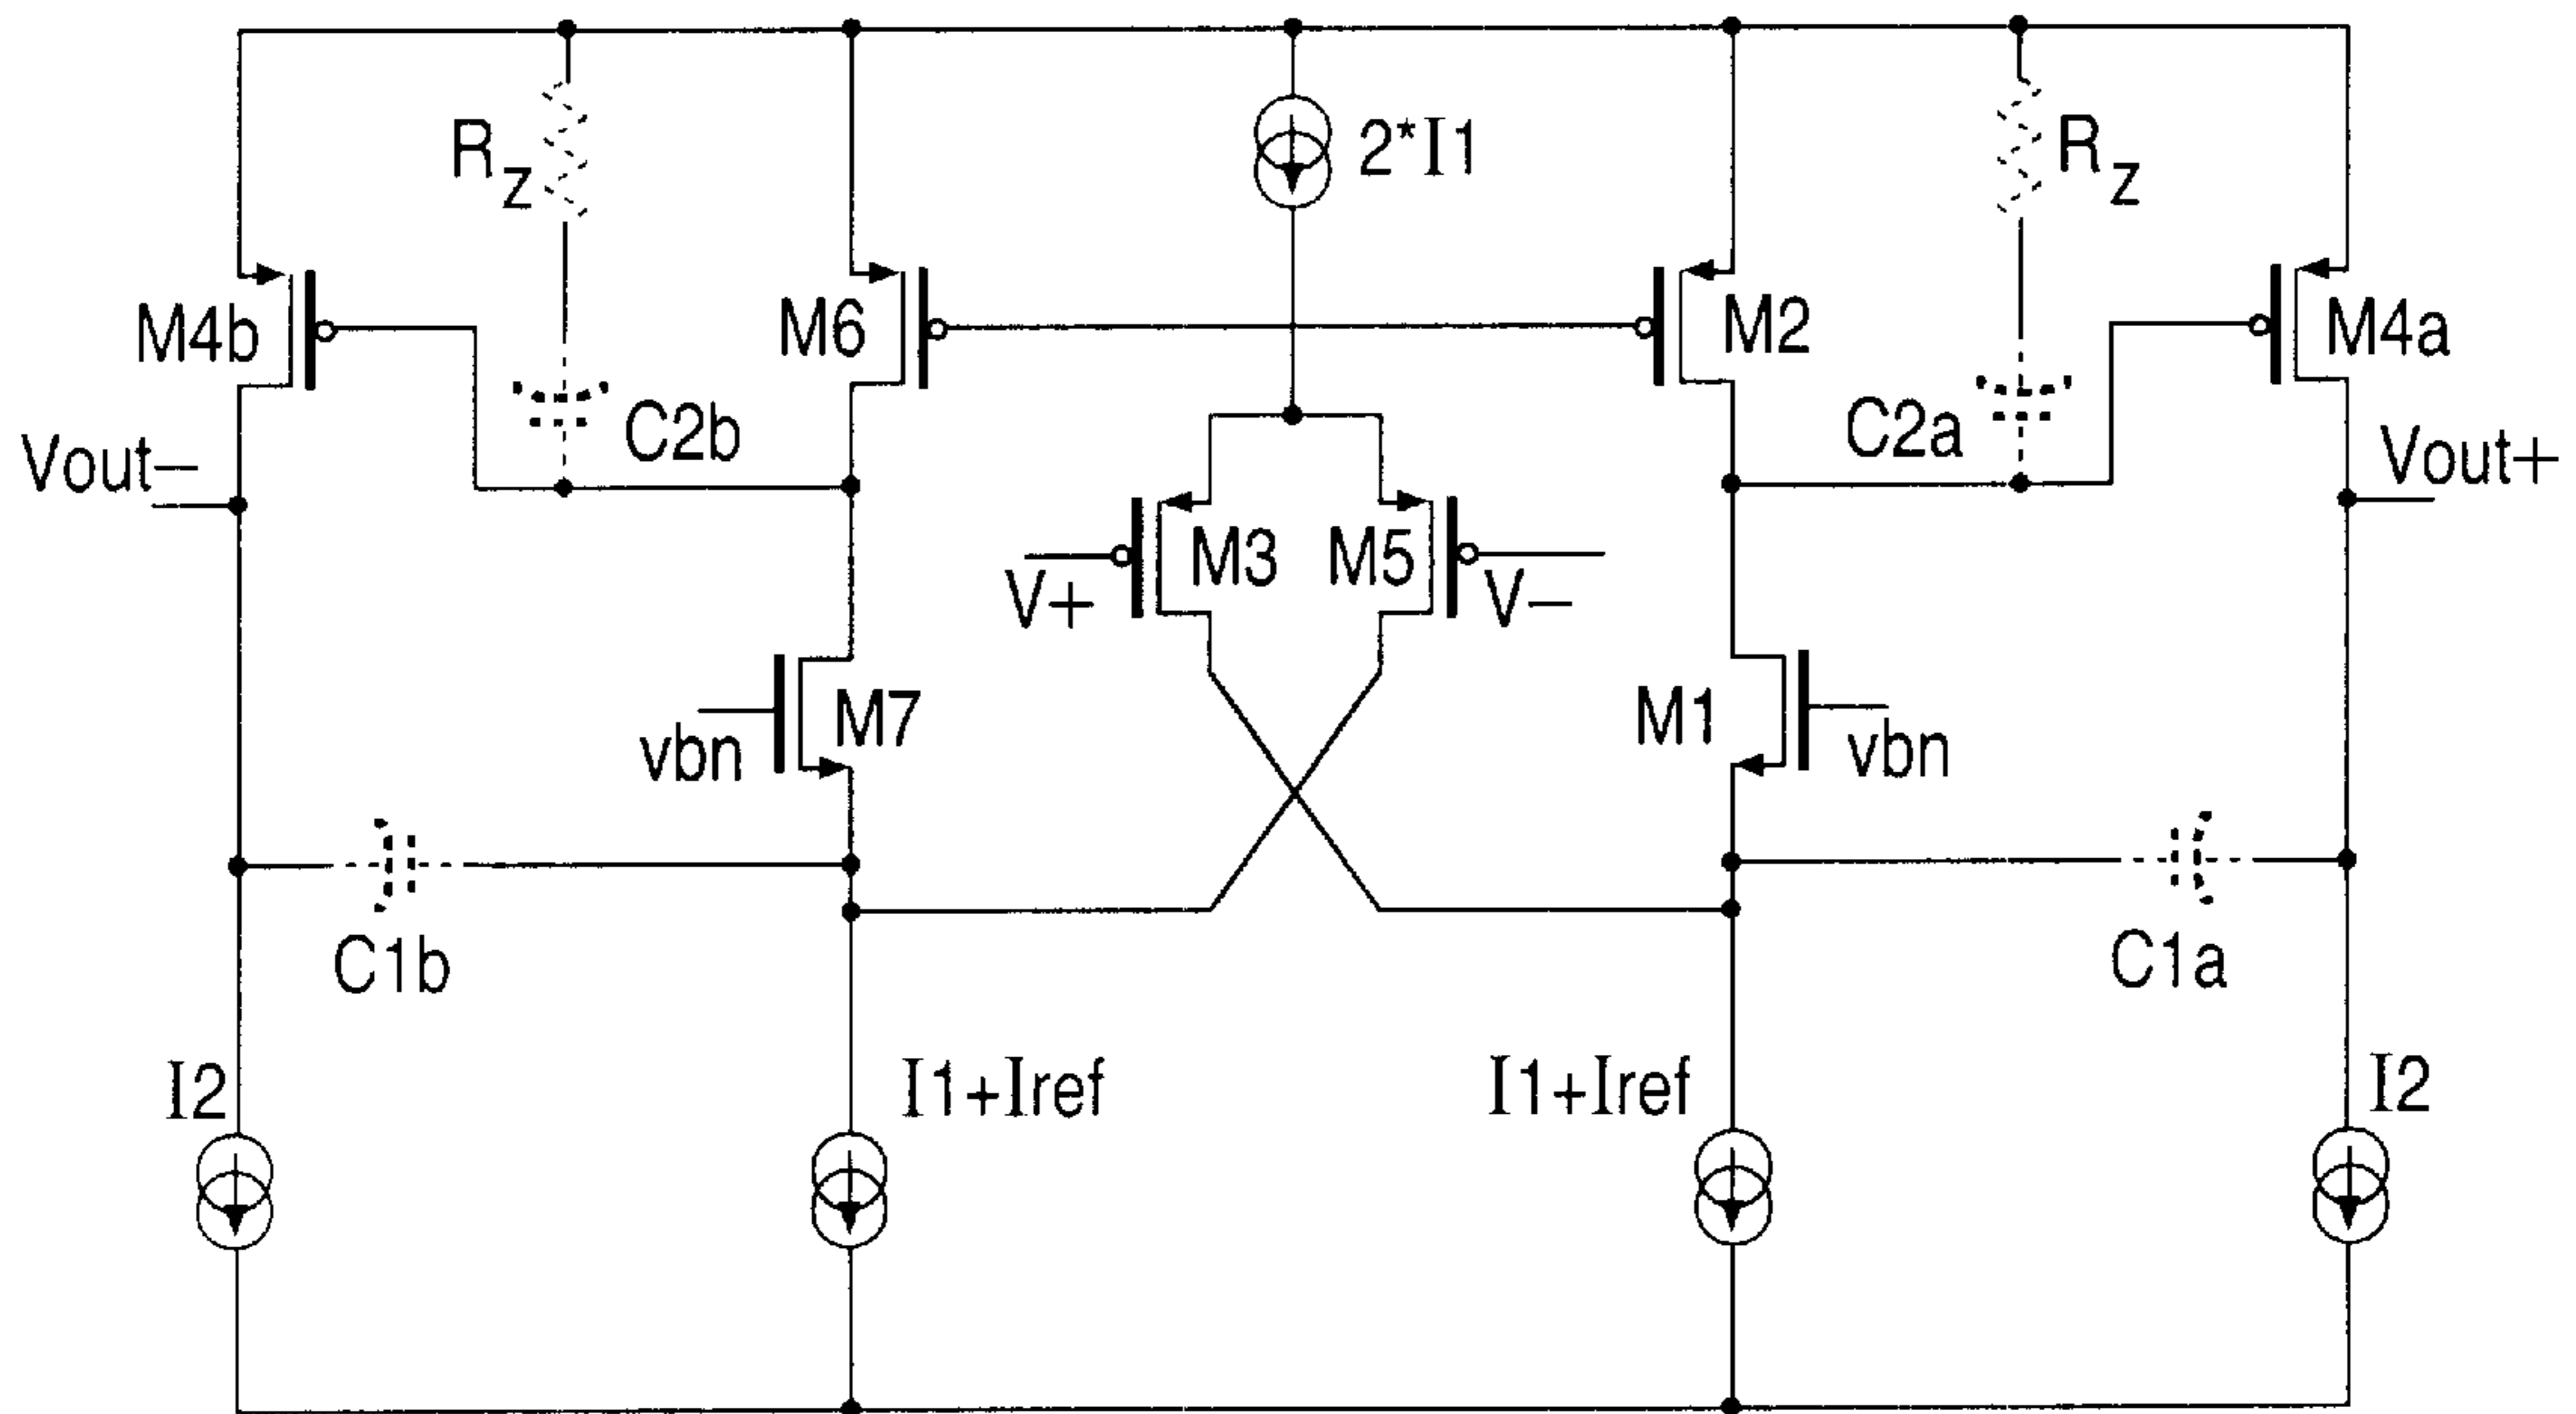 Rz
2*I1
Rz
M4b
M6
M2
M4a
C2b
C2a
Vout−
Vout+
M3
M5
V+
V−
M7
M1
vbn
vbn
C1b
C1a
I2
I1+Iref
I1+Iref
I2